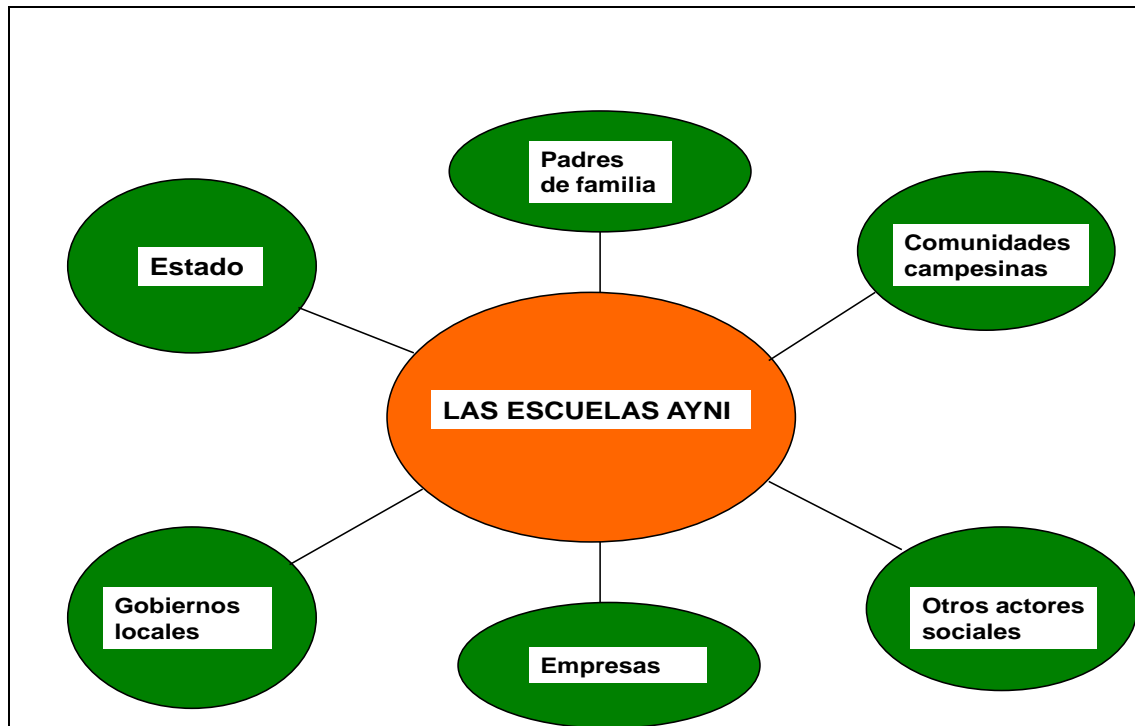 Padres
de familia
Estado
Comunidades
campesinas
LAS ESCUELAS AYNI
Gobiernos
locales
Empresas
Otros actores
sociales